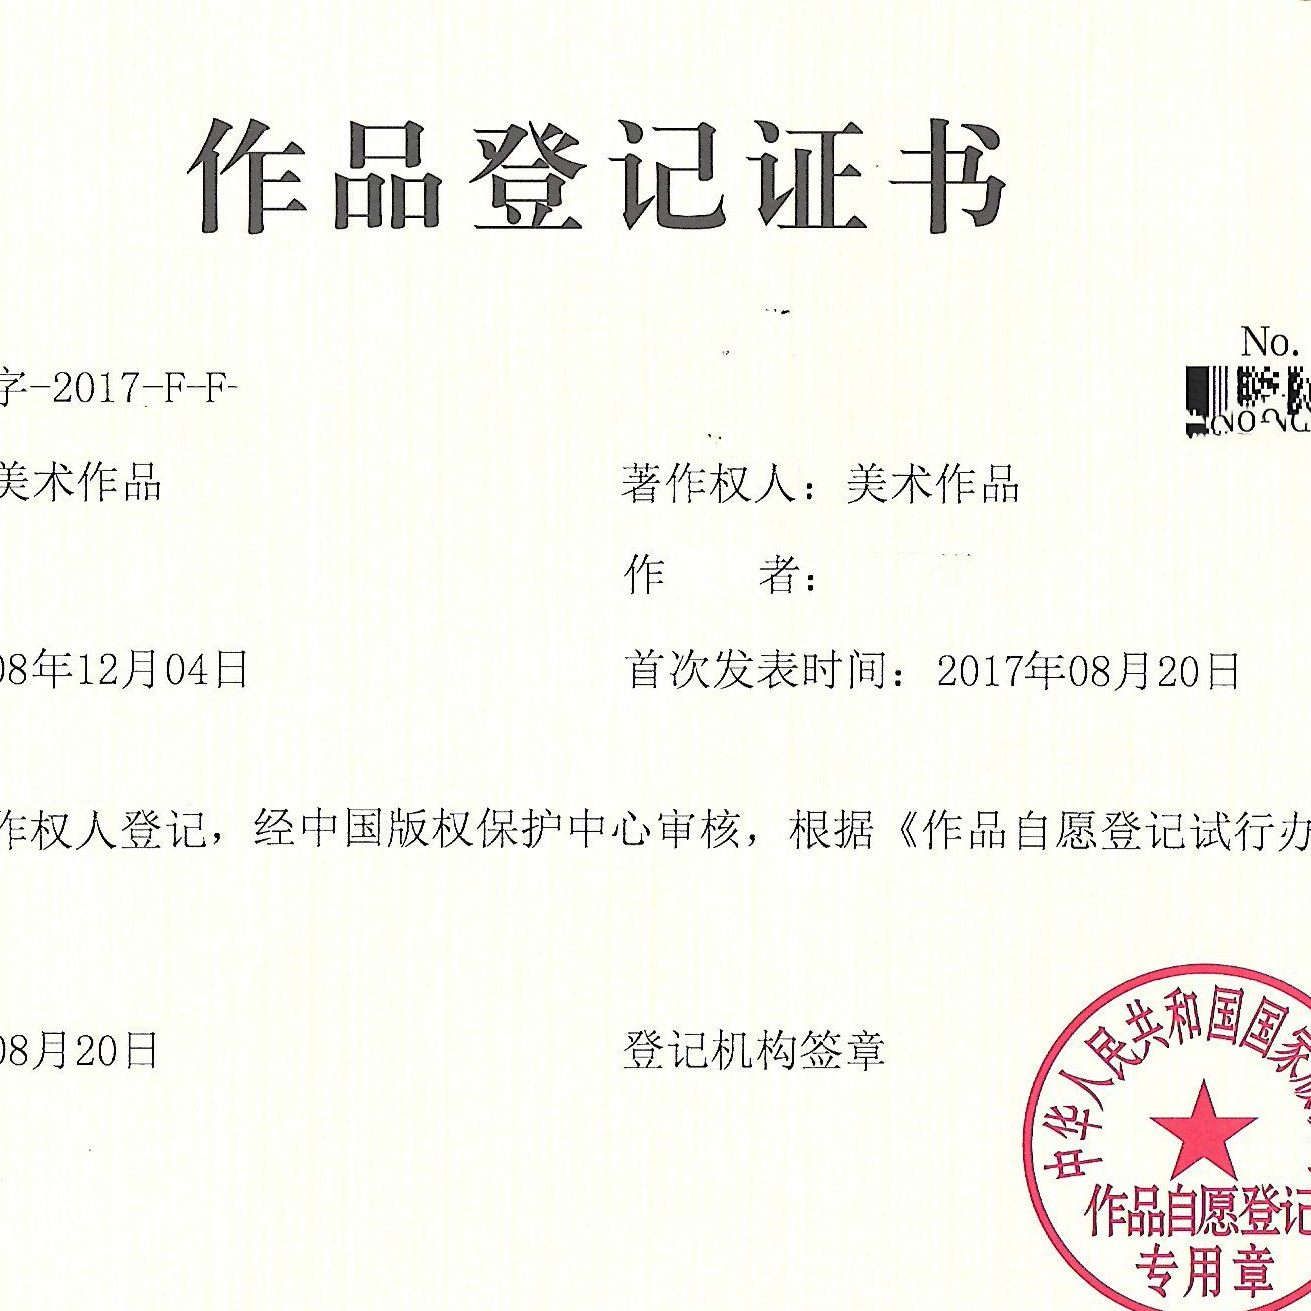 作品登记证书
No.
字-2017-F-F-
美术作品
著作权人：美术作品
作 者：
08年12月04日
首次发表时间：2017年08月20日
作权人登记，经中国版权保护中心审核，根据《作品自愿登记试行办
08月20日
登记机构签章
中华人民共和国国家版
作品自愿登记
专用章